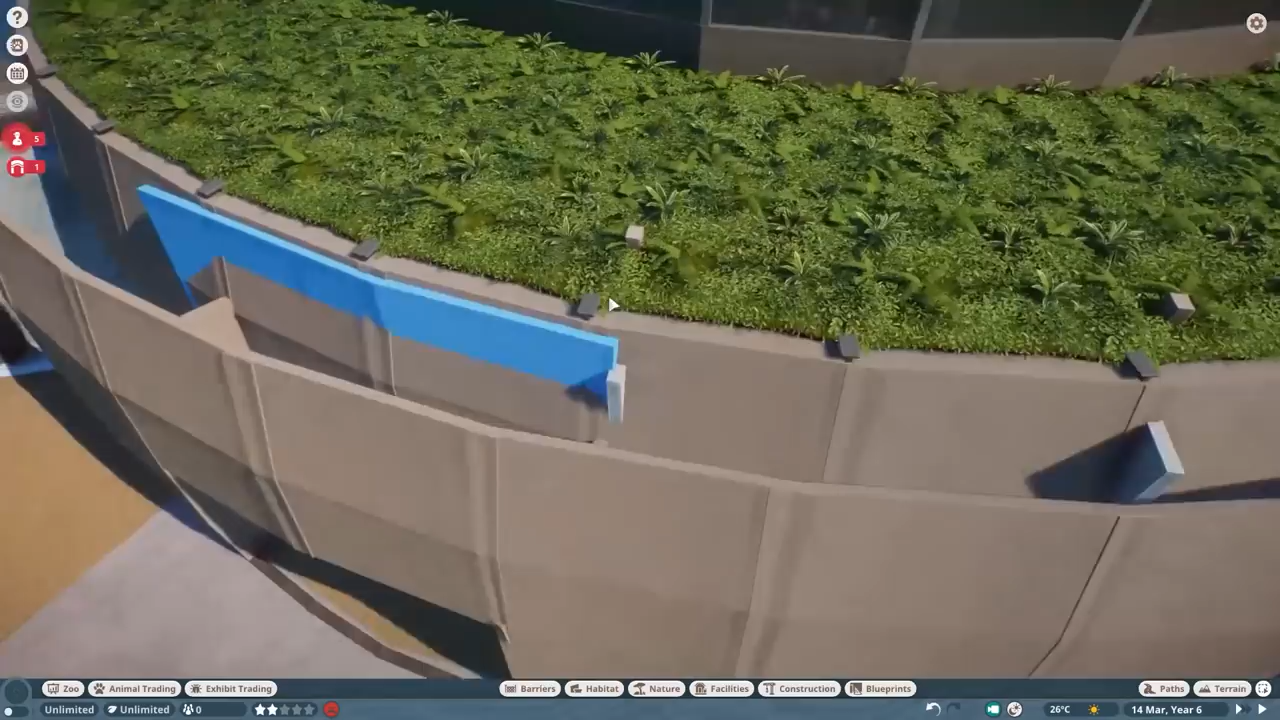 ?
5
1
Zoo Animal Trading Exhibit Trading Barriers Habitat Nature Facilities Construction Blueprints Paths Terrain
Unlimited Unlimited 0 26°C 14 Mar, Year 6